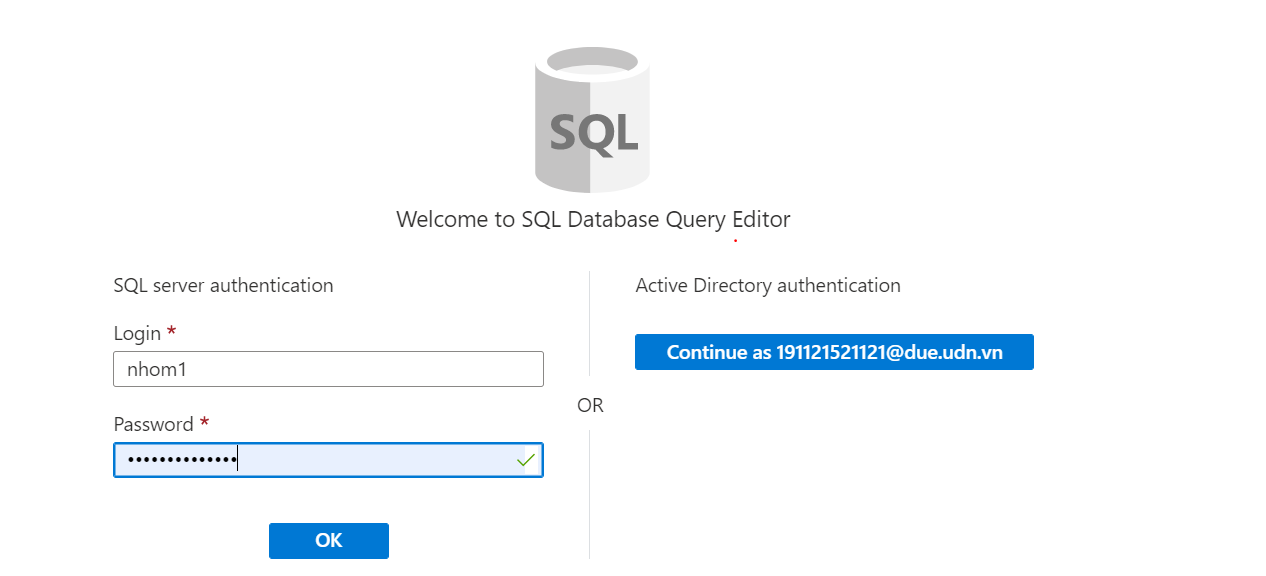 SQL
Welcome to SQL Database Query Editor
SQL server authentication
Login *
nhom1
Password *
••••••••••••••
OK
OR
Active Directory authentication
Continue as 191121521121@due.udn.vn